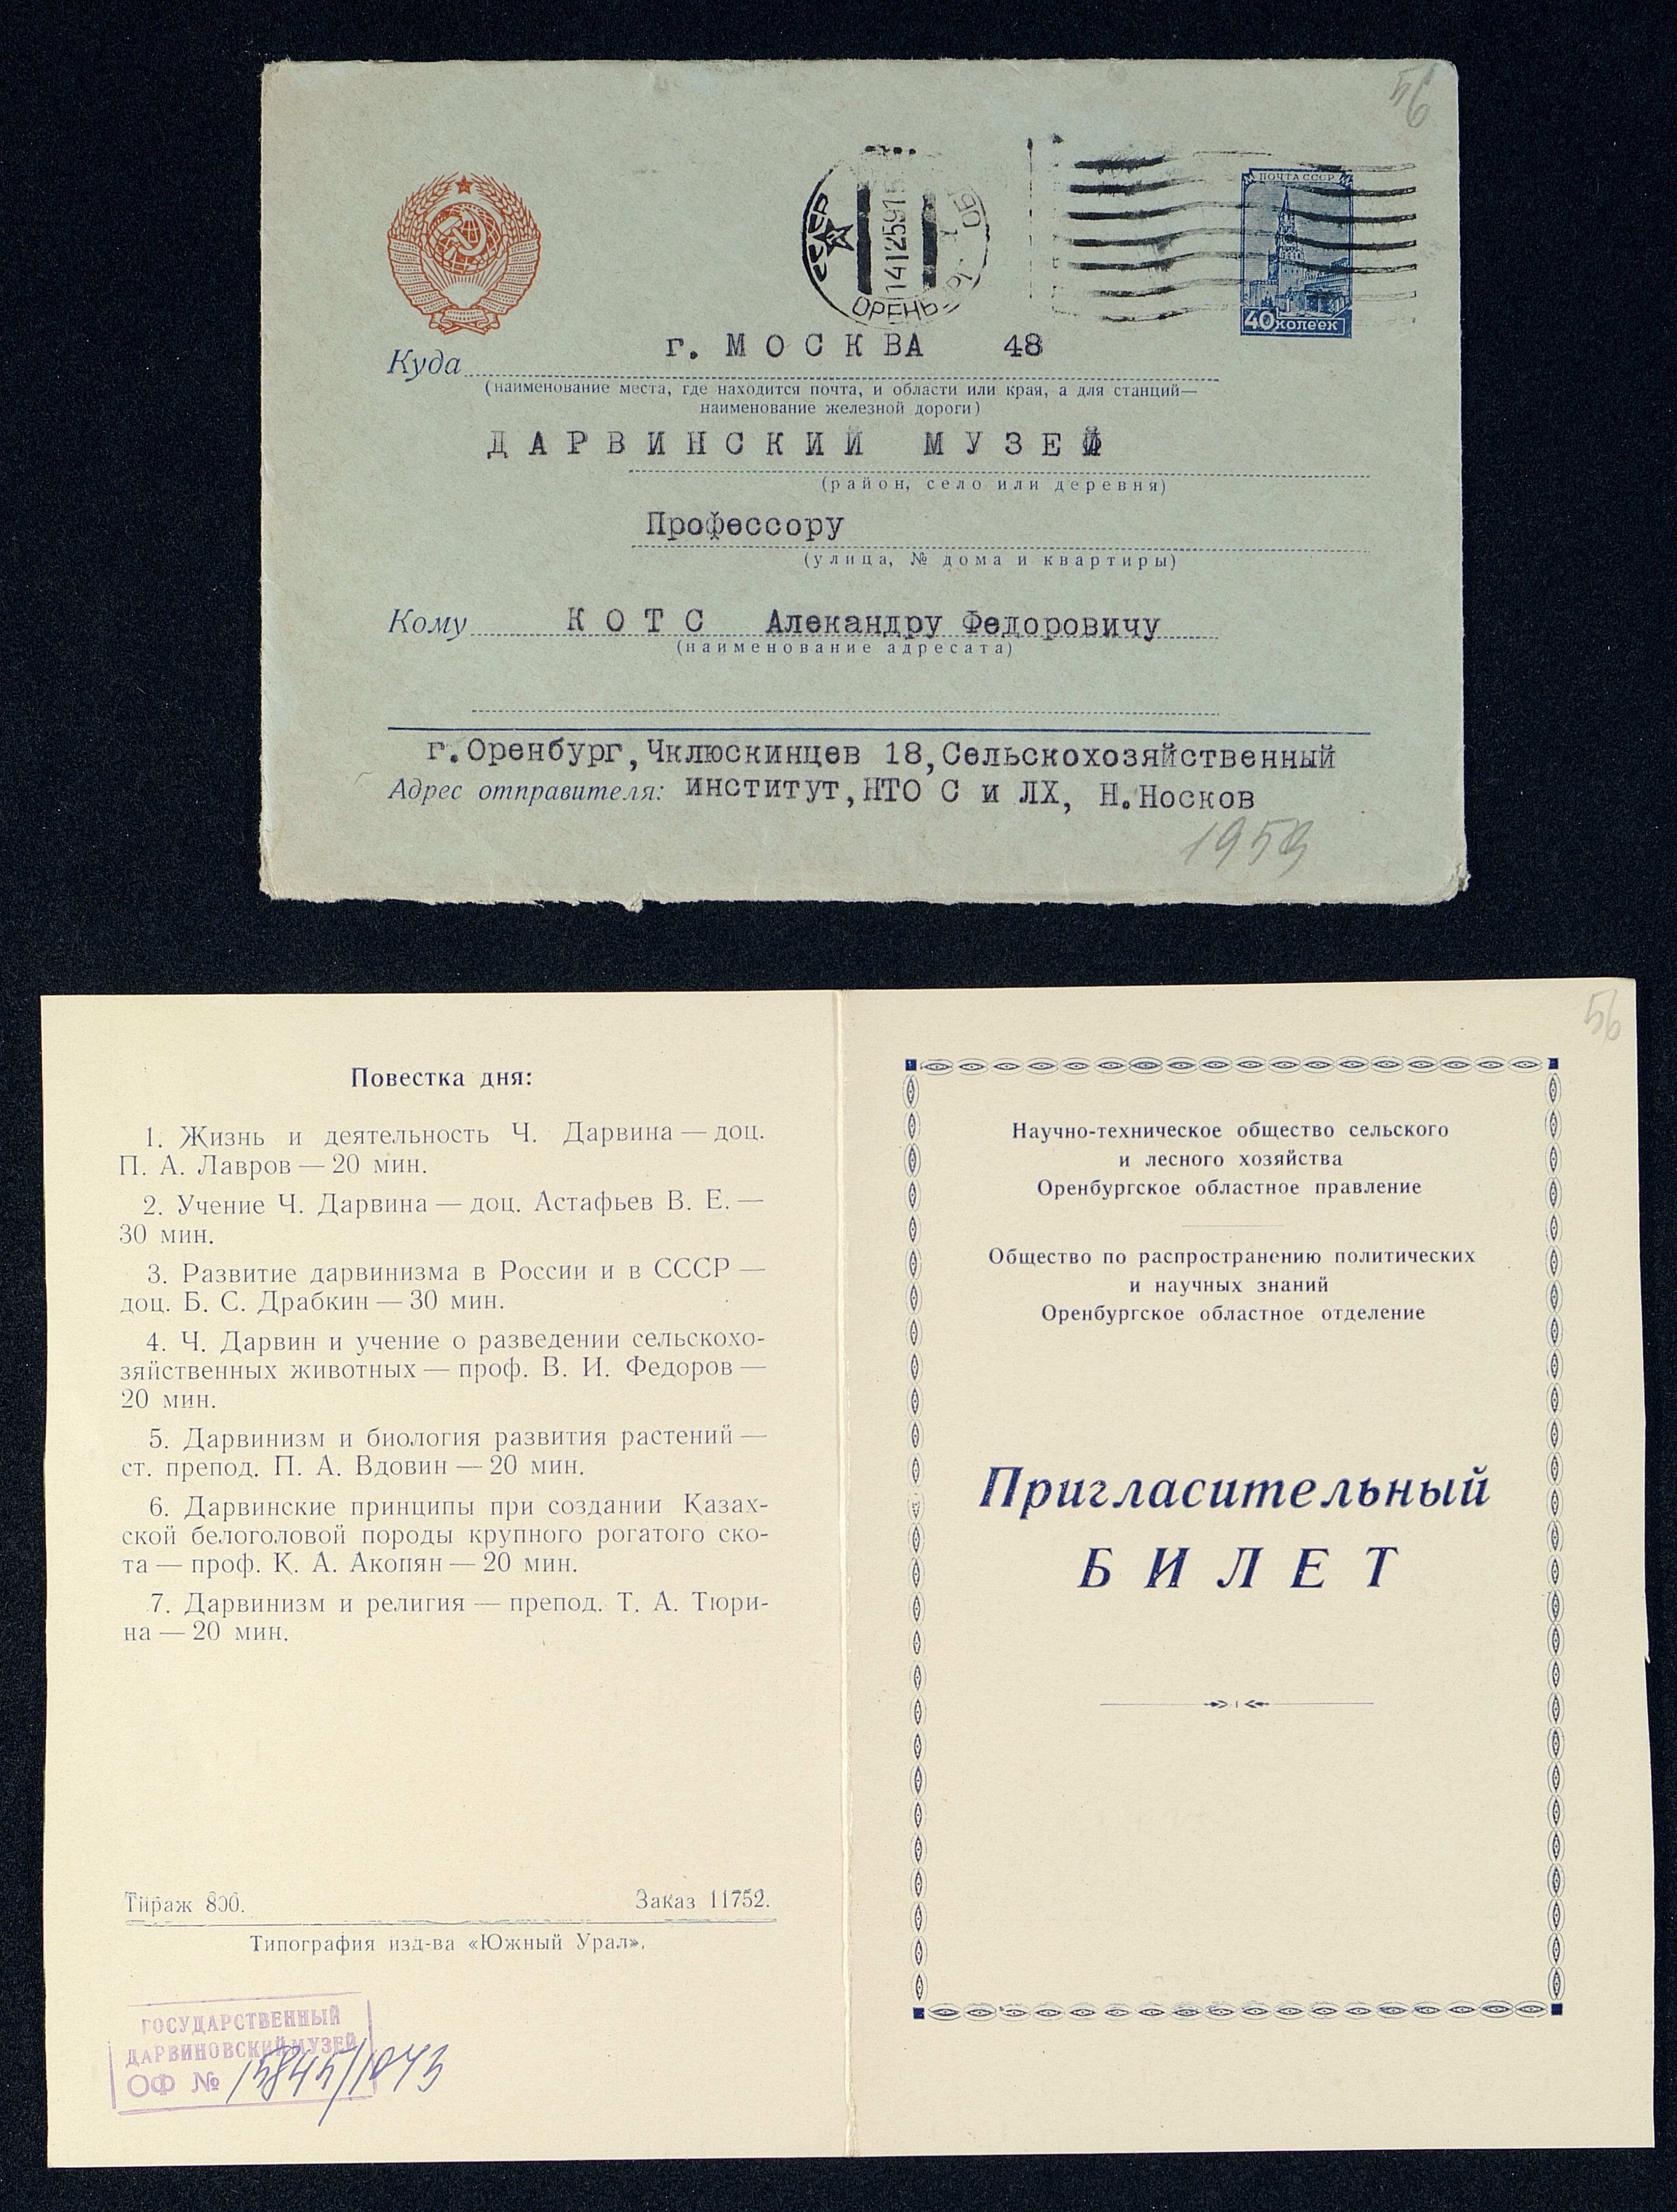 56
ПОЧТА СССР
СССР
14125917
ОРЕНБ
ОБ
40 копеек
г. МОСКВА 48
Куда
(наименование места, где находится почта, и области или края, а для станций—
наименование железной дороги)
ДАРВИНСКИЙ МУЗЕЙ
(район, село или деревня)
Профессору
(улица, № дома и квартиры)
Кому КОТС Алекандру Федоровичу
(наименование адресата)
г.Оренбург,Чклюскинцев 18,Сельскохозяйственный
Адрес отправителя: институт,НТО С и ЛХ, Н.Носков
1959
Повестка дня:
1. Жизнь и деятельность Ч. Дарвина — доц.
П. А. Лавров — 20 мин.
2. Учение Ч. Дарвина — доц. Астафьев В. Е. —
30 мин.
3. Развитие дарвинизма в России и в СССР —
доц. Б. С. Драбкин — 30 мин.
4. Ч. Дарвин и учение о разведении сельскохо-
зяйственных животных — проф. В. И. Федоров —
20 мин.
5. Дарвинизм и биология развития растений —
ст. препод. П. А. Вдовин — 20 мин.
6. Дарвинские принципы при создании Казах-
ской белоголовой породы крупного рогатого ско-
та — проф. К. А. Акопян — 20 мин.
7. Дарвинизм и религия — препод. Т. А. Тюри-
на — 20 мин.
Тираж 800. Заказ 11752.
Типография изд-ва «Южный Урал».
ГОСУДАРСТВЕННЫЙ
ДАРВИНОВСКИЙ МУЗЕЙ
ОФ № 15845/1073
56
Научно-техническое общество сельского
и лесного хозяйства
Оренбургское областное правление
Общество по распространению политических
и научных знаний
Оренбургское областное отделение
Пригласительный
БИЛЕТ